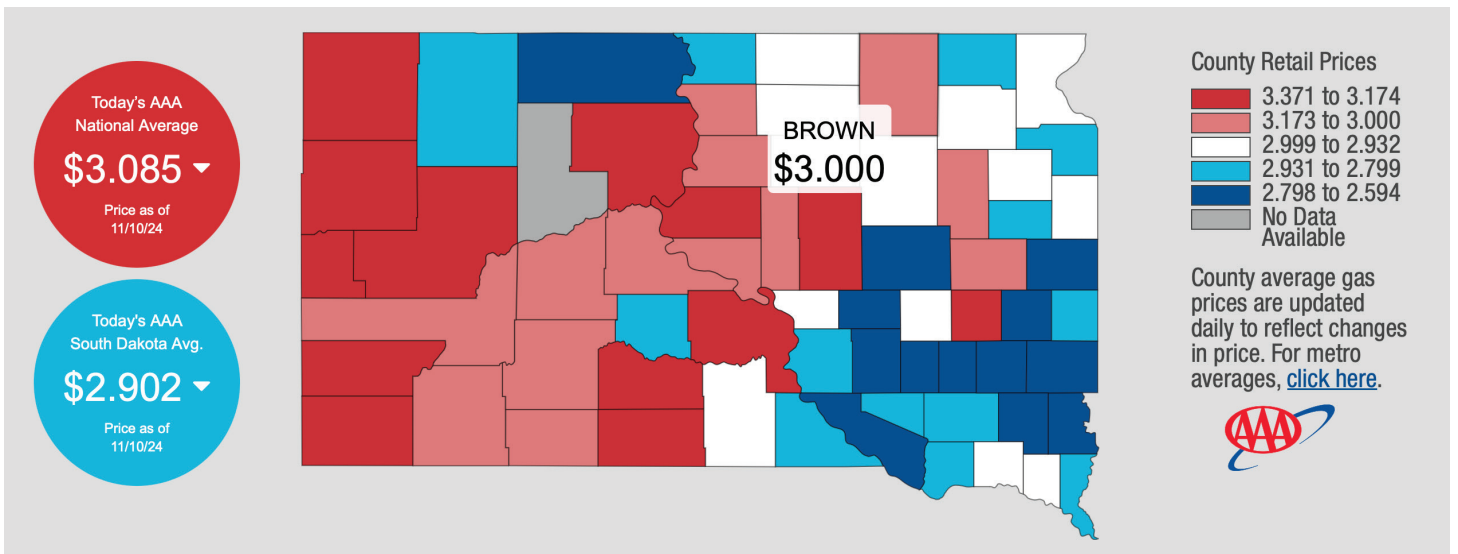 Today's AAA
National Average
$3.085
Price as of
11/10/24
Today's AAA
South Dakota Avg.
$2.902
Price as of
11/10/24
BROWN
$3.000
County Retail Prices
3.371 to 3.174
3.173 to 3.000
2.999 to 2.932
2.931 to 2.799
2.798 to 2.594
No Data
Available
County average gas
prices are updated
daily to reflect changes
in price. For metro
averages, click here.
AAA